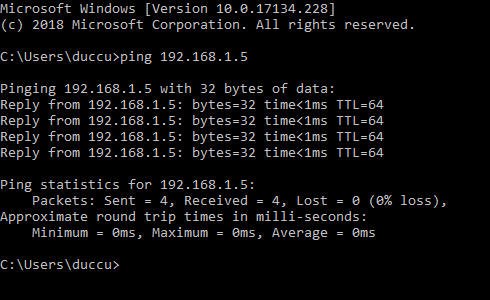 Microsoft Windows [Version 10.0.17134.228]
(c) 2018 Microsoft Corporation. All rights reserved.
C:\Users\duccu>ping 192.168.1.5
Pinging 192.168.1.5 with 32 bytes of data:
Reply from 192.168.1.5: bytes=32 time<1ms TTL=64
Reply from 192.168.1.5: bytes=32 time<1ms TTL=64
Reply from 192.168.1.5: bytes=32 time<1ms TTL=64
Reply from 192.168.1.5: bytes=32 time<1ms TTL=64
Ping statistics for 192.168.1.5:
Packets: Sent = 4, Received = 4, Lost = 0 (0% loss),
Approximate round trip times in milli-seconds:
Minimum = 0ms, Maximum = 0ms, Average = 0ms
C:\Users\duccu>